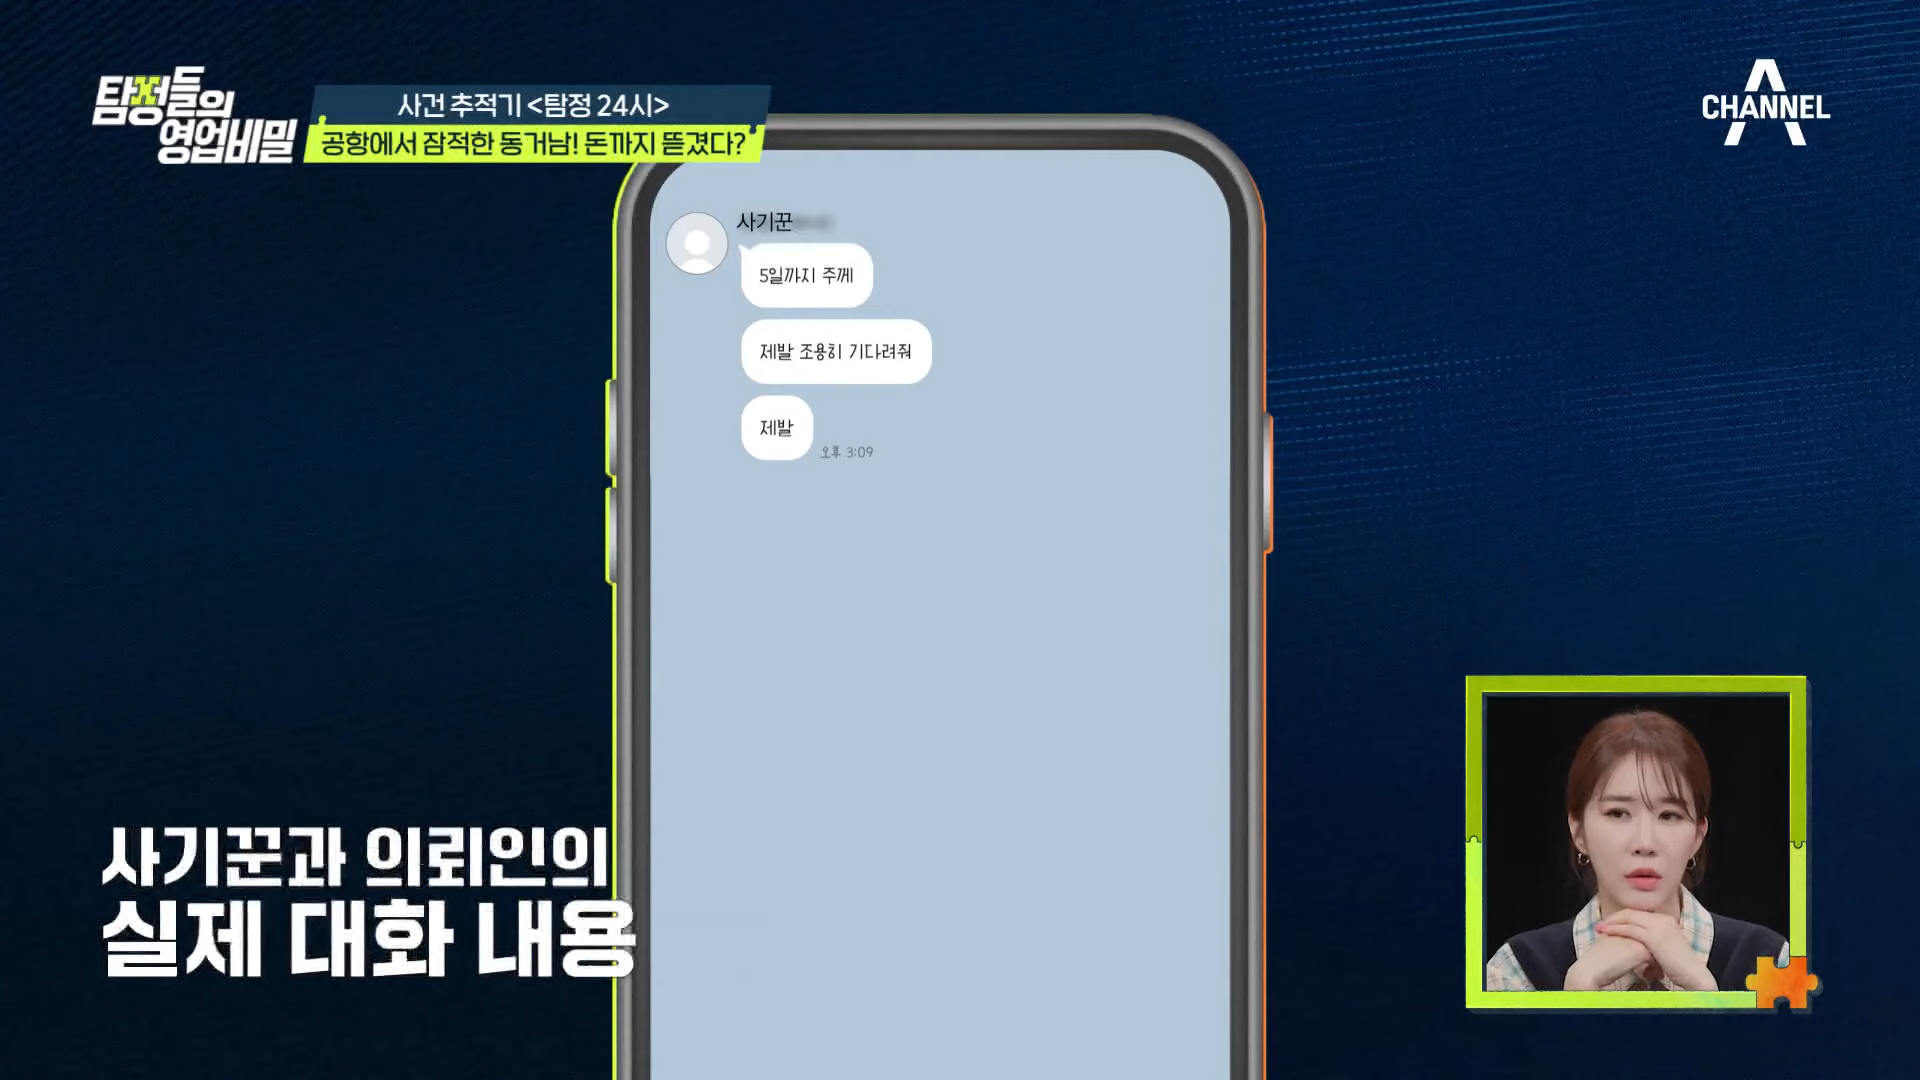 탐정들의
영업비밀
사건 추적기 <탐정 24시>
공항에서 잠적한 동거남! 돈까지 뜯겼다?
CHANNEL A
사기꾼
5일까지 주께
제발 조용히 기다려줘
제발
오후 3:09
사기꾼과 의뢰인의
실제 대화 내용